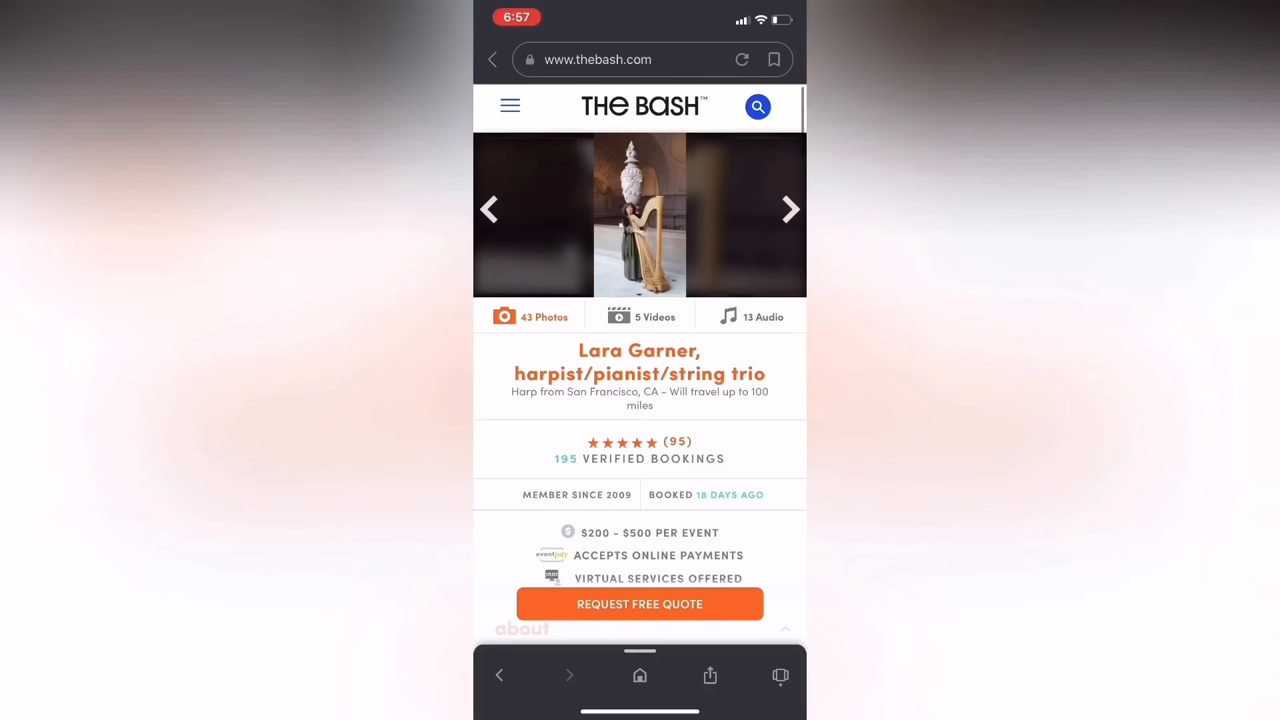 6:57
www.thebash.com
THE BASH™
43 Photos
5 Videos
13 Audio
Lara Garner,
harpist/pianist/string trio
Harp from San Francisco, CA - Will travel up to 100
miles
(95)
195 VERIFIED BOOKINGS
MEMBER SINCE 2009
BOOKED 18 DAYS AGO
$ $200 - $500 PER EVENT
eventpay ACCEPTS ONLINE PAYMENTS
VIRTUAL SERVICES OFFERED
REQUEST FREE QUOTE
about